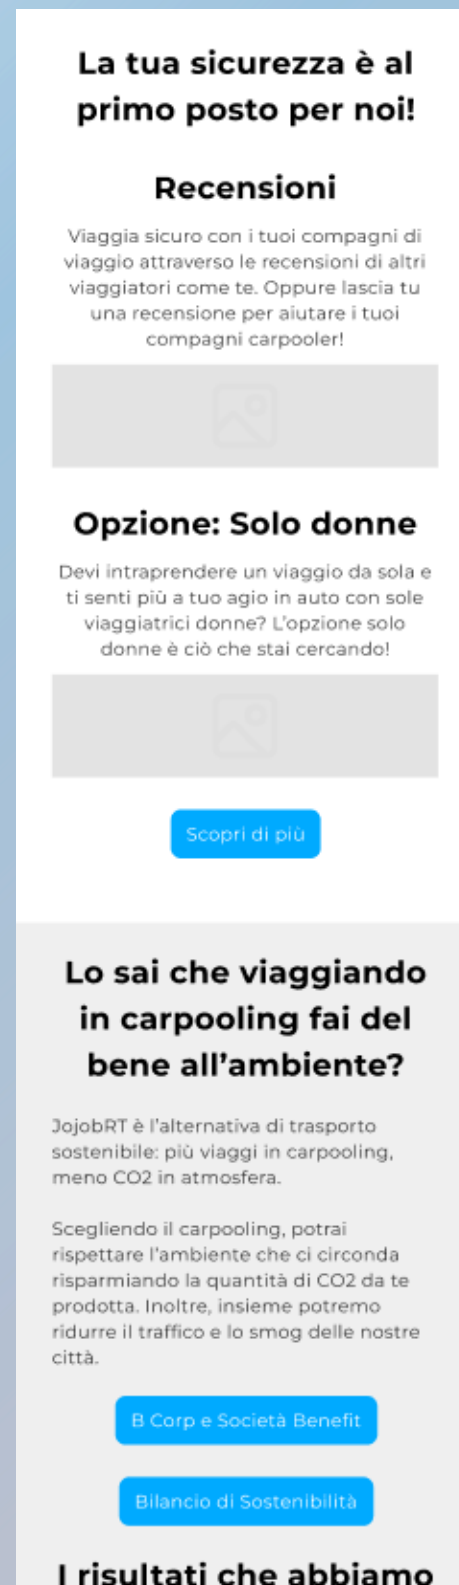 La tua sicurezza è al
primo posto per noi!
Recensioni
Viaggia sicuro con i tuoi compagni di
viaggio attraverso le recensioni di altri
viaggiatori come te. Oppure lascia tu
una recensione per aiutare i tuoi
compagni carpooler!
Opzione: Solo donne
Devi intraprendere un viaggio da sola e
ti senti più a tuo agio in auto con sole
viaggiatrici donne? L'opzione solo
donne è ciò che stai cercando!
Scopri di più
Lo sai che viaggiando
in carpooling fai del
bene all'ambiente?
JojobRT è l'alternativa di trasporto
sostenibile: più viaggi in carpooling,
meno CO2 in atmosfera.
Scegliendo il carpooling, potrai
rispettare l'ambiente che ci circonda
risparmiando la quantità di CO2 da te
prodotta. Inoltre, insieme potremo
ridurre il traffico e lo smog delle nostre
città.
B Corp e Società Benefit
Bilancio di Sostenibilità
I risultati che abbiamo